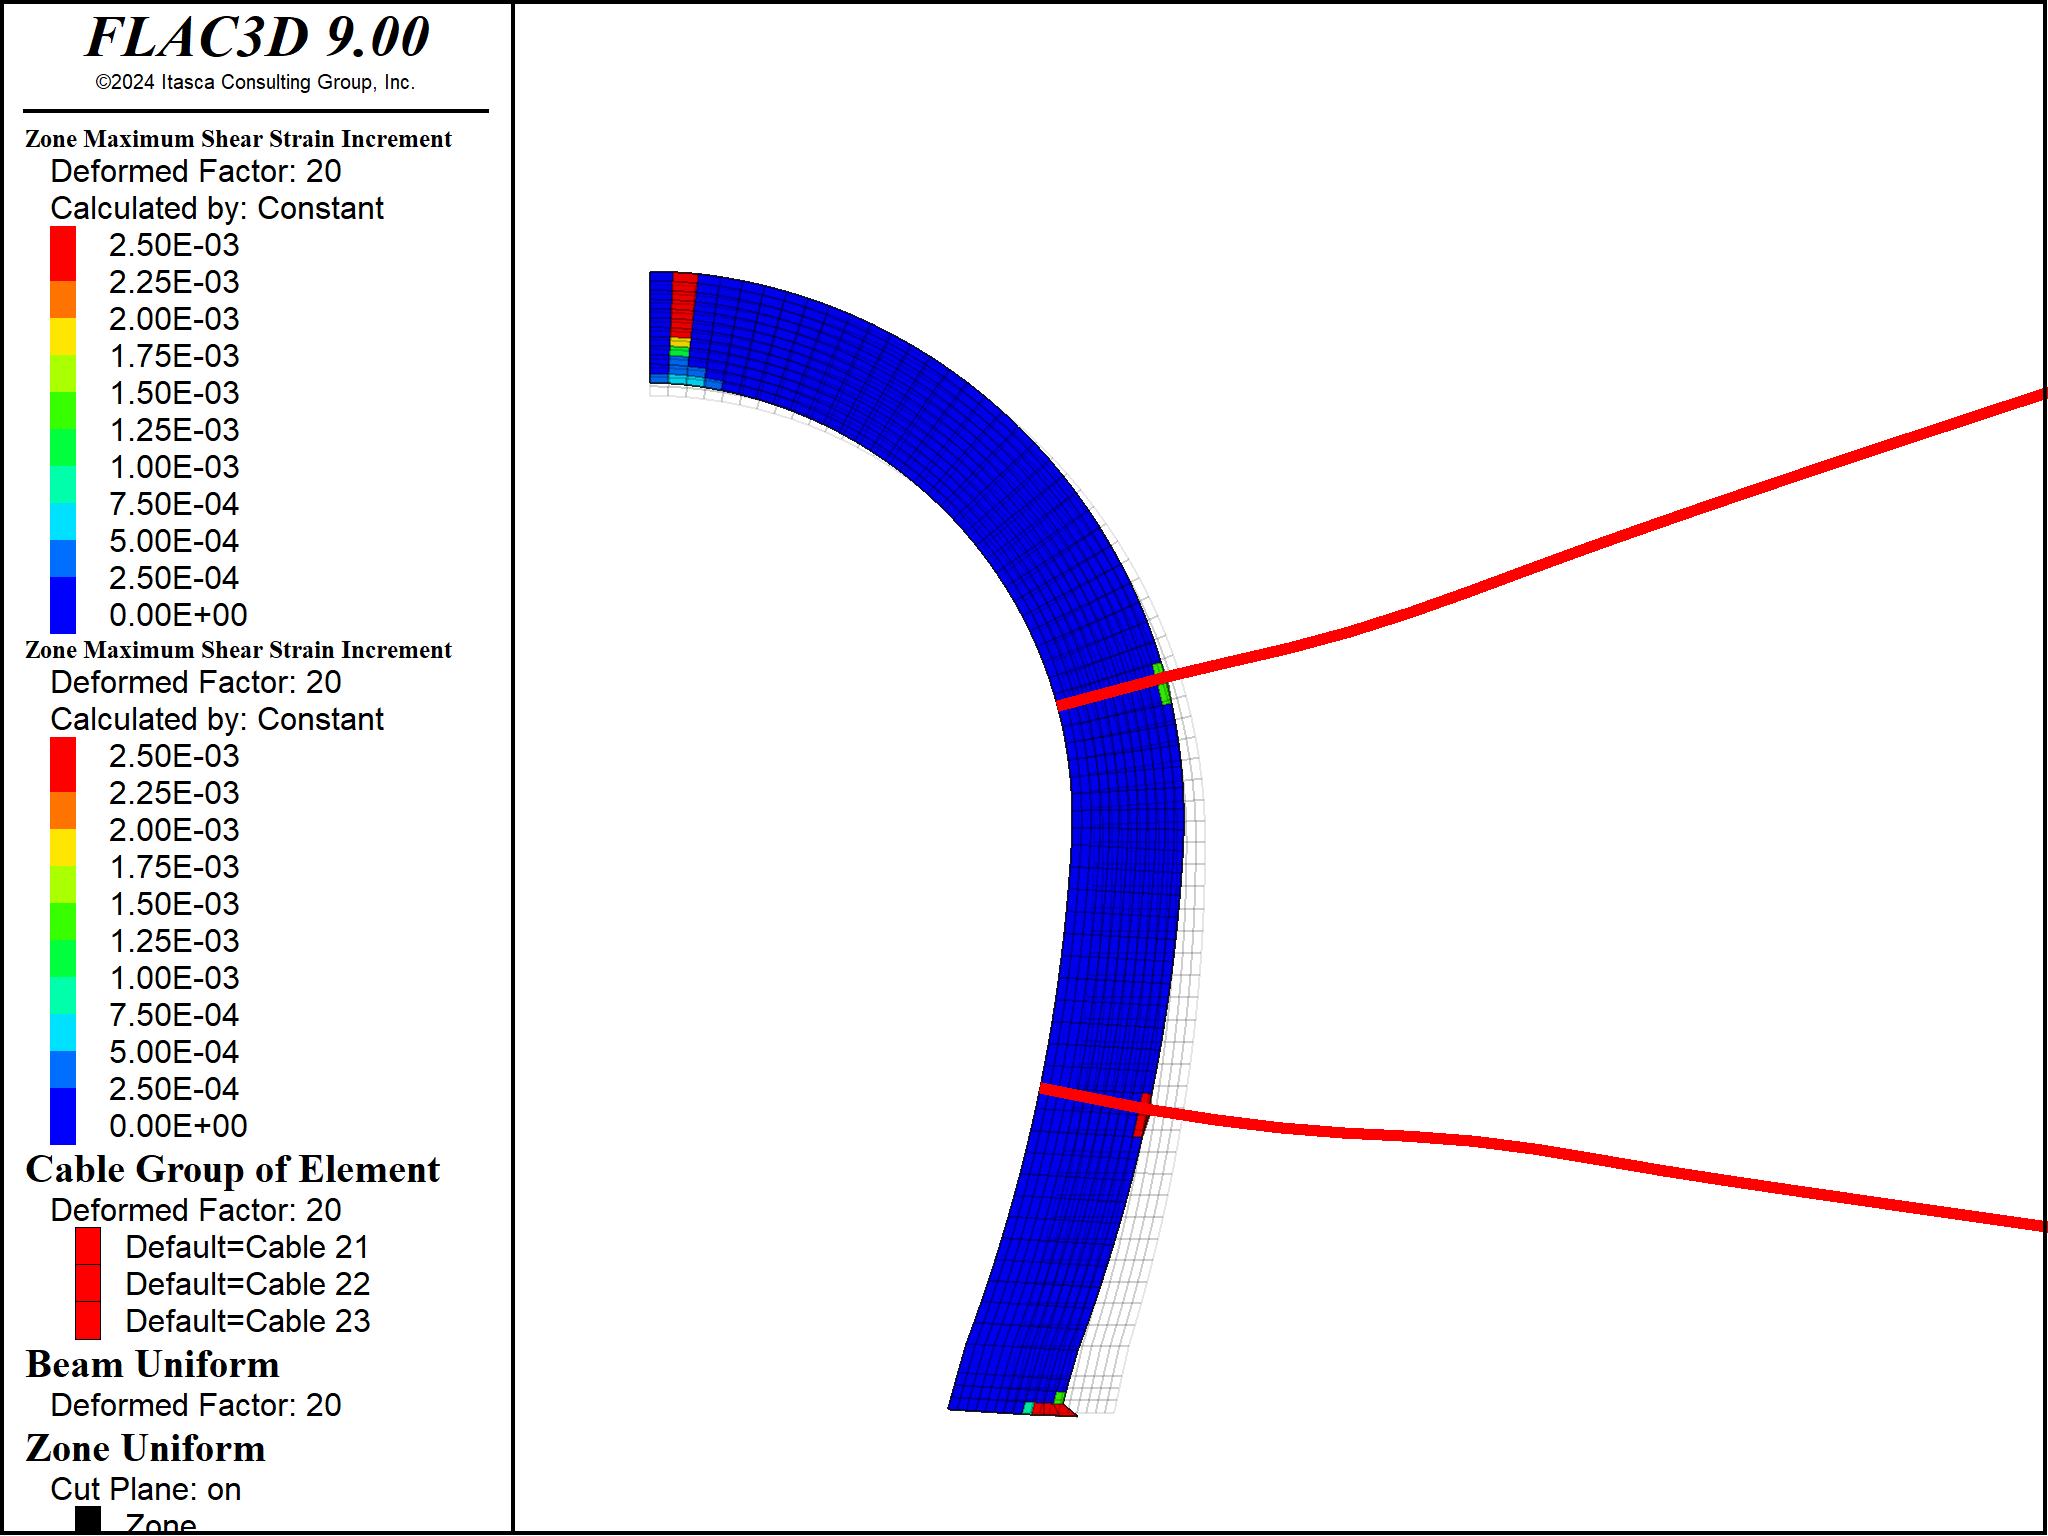 FLAC3D 9.00
©2024 Itasca Consulting Group, Inc.
Zone Maximum Shear Strain Increment
Deformed Factor: 20
Calculated by: Constant
2.50E-03
2.25E-03
2.00E-03
1.75E-03
1.50E-03
1.25E-03
1.00E-03
7.50E-04
5.00E-04
2.50E-04
0.00E+00
Zone Maximum Shear Strain Increment
Deformed Factor: 20
Calculated by: Constant
2.50E-03
2.25E-03
2.00E-03
1.75E-03
1.50E-03
1.25E-03
1.00E-03
7.50E-04
5.00E-04
2.50E-04
0.00E+00
Cable Group of Element
Deformed Factor: 20
Default=Cable 21
Default=Cable 22
Default=Cable 23
Beam Uniform
Deformed Factor: 20
Zone Uniform
Cut Plane: on
Zone